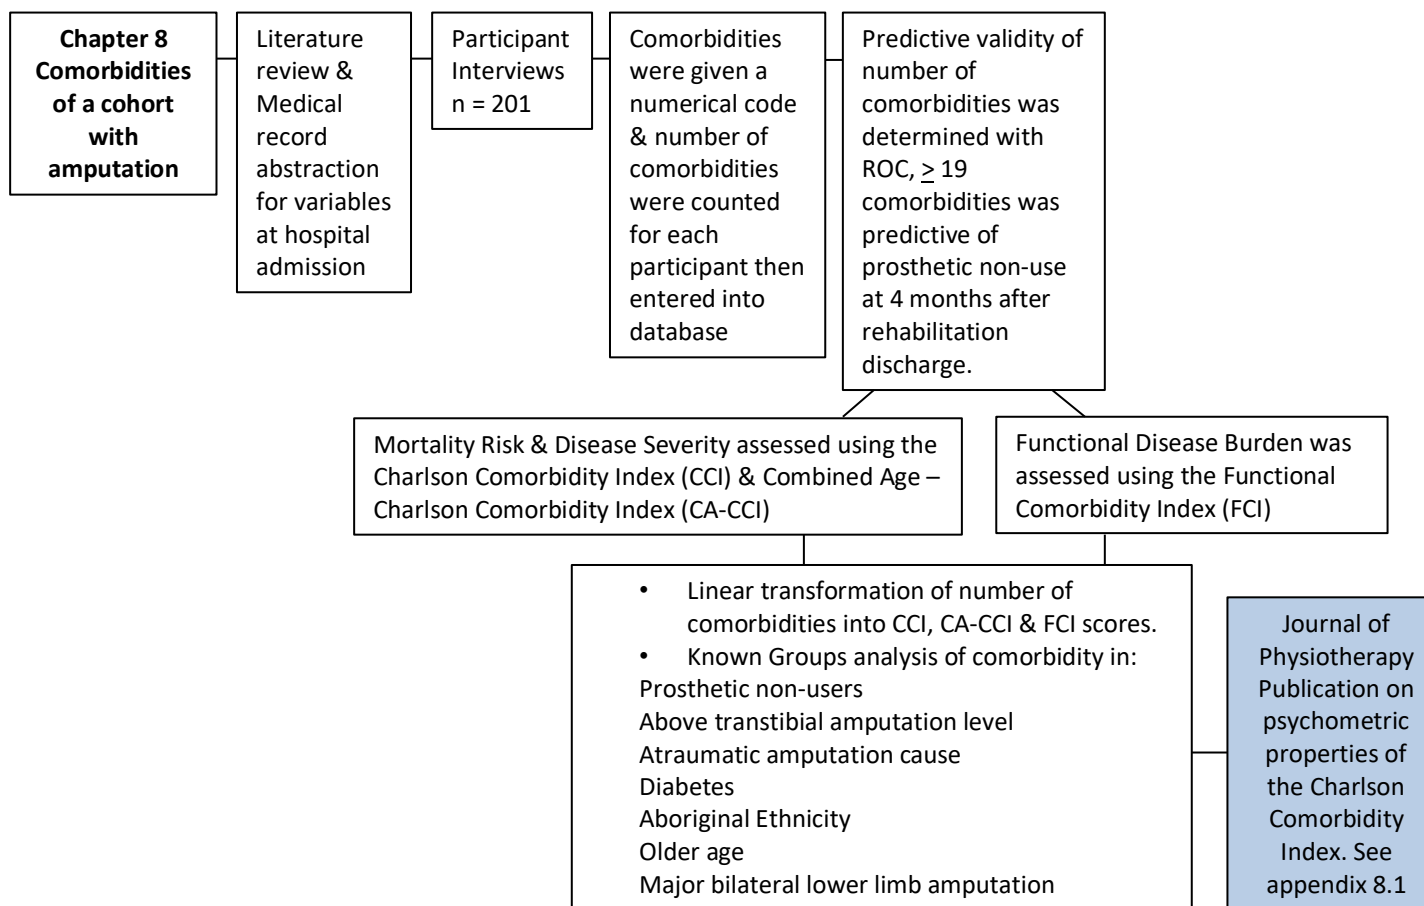 Chapter 8
Comorbidities
of a cohort
with
amputation
Literature
review &
Medical
record
abstraction
for variables
at hospital
admission
Participant
Interviews
n = 201
Comorbidities
were given a
numerical code
& number of
comorbidities
were counted
for each
participant then
entered into
database
Predictive validity of
number of
comorbidities was
determined with
ROC, ≥ 19
comorbidities was
predictive of
prosthetic non-use
at 4 months after
rehabilitation
discharge.
Mortality Risk & Disease Severity assessed using the
Charlson Comorbidity Index (CCI) & Combined Age –
Charlson Comorbidity Index (CA-CCI)
Functional Disease Burden was
assessed using the Functional
Comorbidity Index (FCI)
• Linear transformation of number of
comorbidities into CCI, CA-CCI & FCI scores.
• Known Groups analysis of comorbidity in:
Prosthetic non-users
Above transtibial amputation level
Atraumatic amputation cause
Diabetes
Aboriginal Ethnicity
Older age
Major bilateral lower limb amputation
Journal of
Physiotherapy
Publication on
psychometric
properties of
the Charlson
Comorbidity
Index. See
appendix 8.1